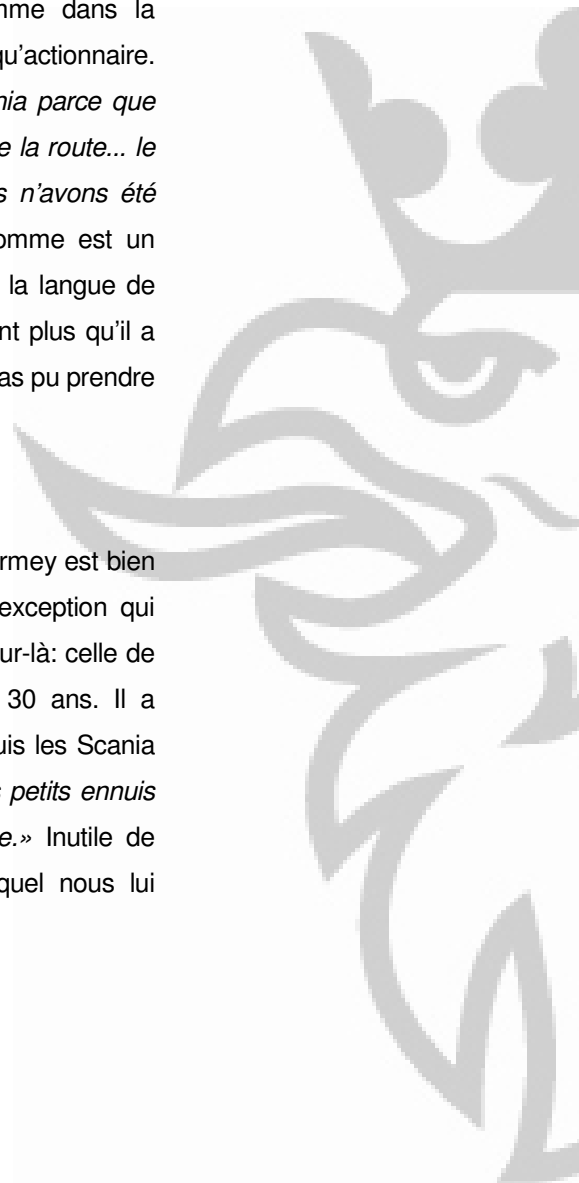 mme dans la
qu’actionnaire.
nia parce que
e la route... le
s n’avons été
omme est un
la langue de
nt plus qu’il a
as pu prendre
rmey est bien
exception qui
ur-là: celle de
30 ans. Il a
uis les Scania
s petits ennuis
e.» Inutile de
quel nous lui